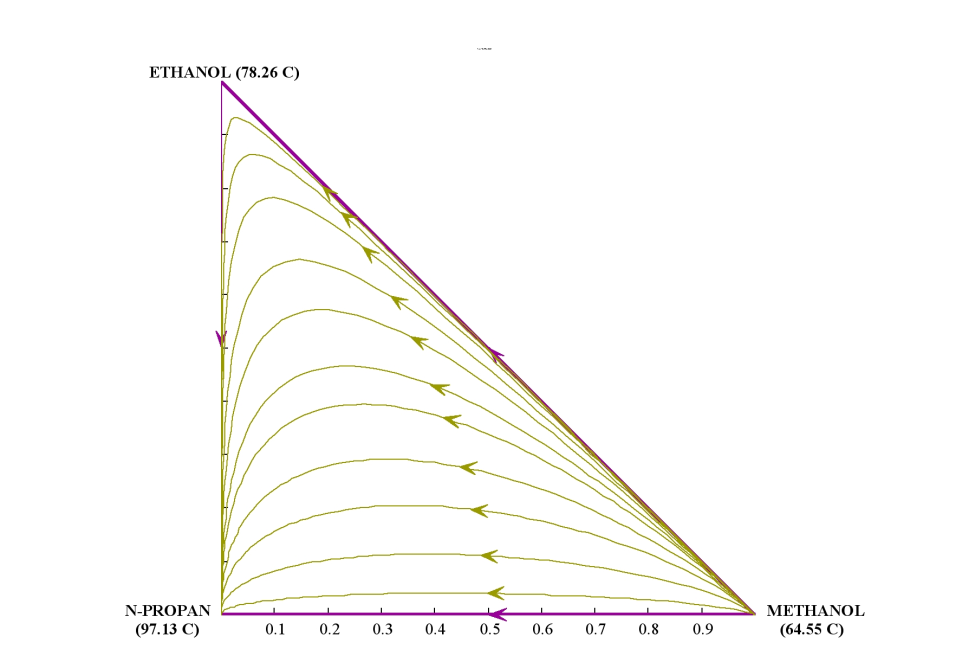 ETHANOL (78.26 C)
N-PROPAN
(97.13 C)
0.1 0.2 0.3 0.4 0.5 0.6 0.7 0.8 0.9
METHANOL
(64.55 C)